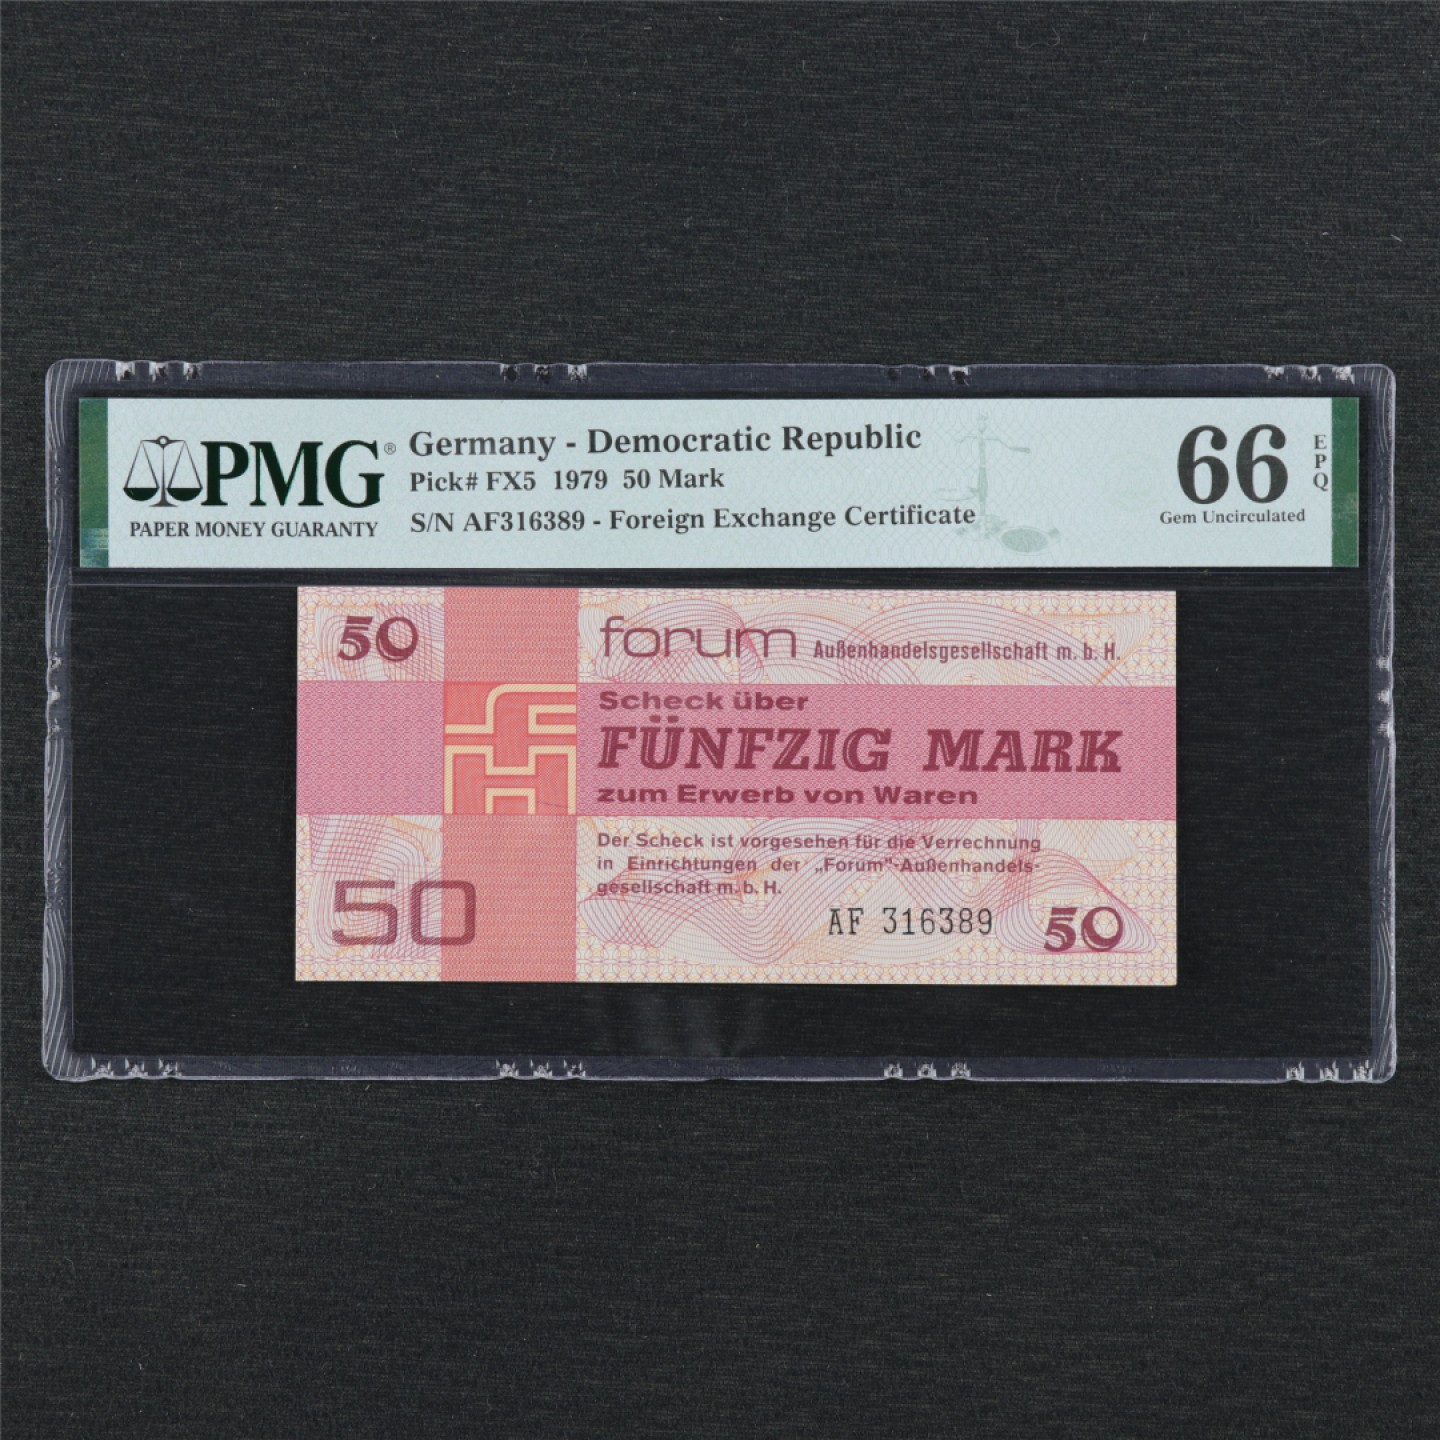 PMG®
PAPER MONEY GUARANTY
Germany - Democratic Republic
Pick# FX5 1979 50 Mark
S/N AF316389 - Foreign Exchange Certificate
66
EPQ
Gem Uncirculated
50
forum Außenhandelsgesellschaft m. b. H.
Scheck über
FÜNFZIG MARK
zum Erwerb von Waren
Der Scheck ist vorgesehen für die Verrechnung
in Einrichtungen der „Forum"-Außenhandels-
gesellschaft m. b. H.
50
AF 316389
50